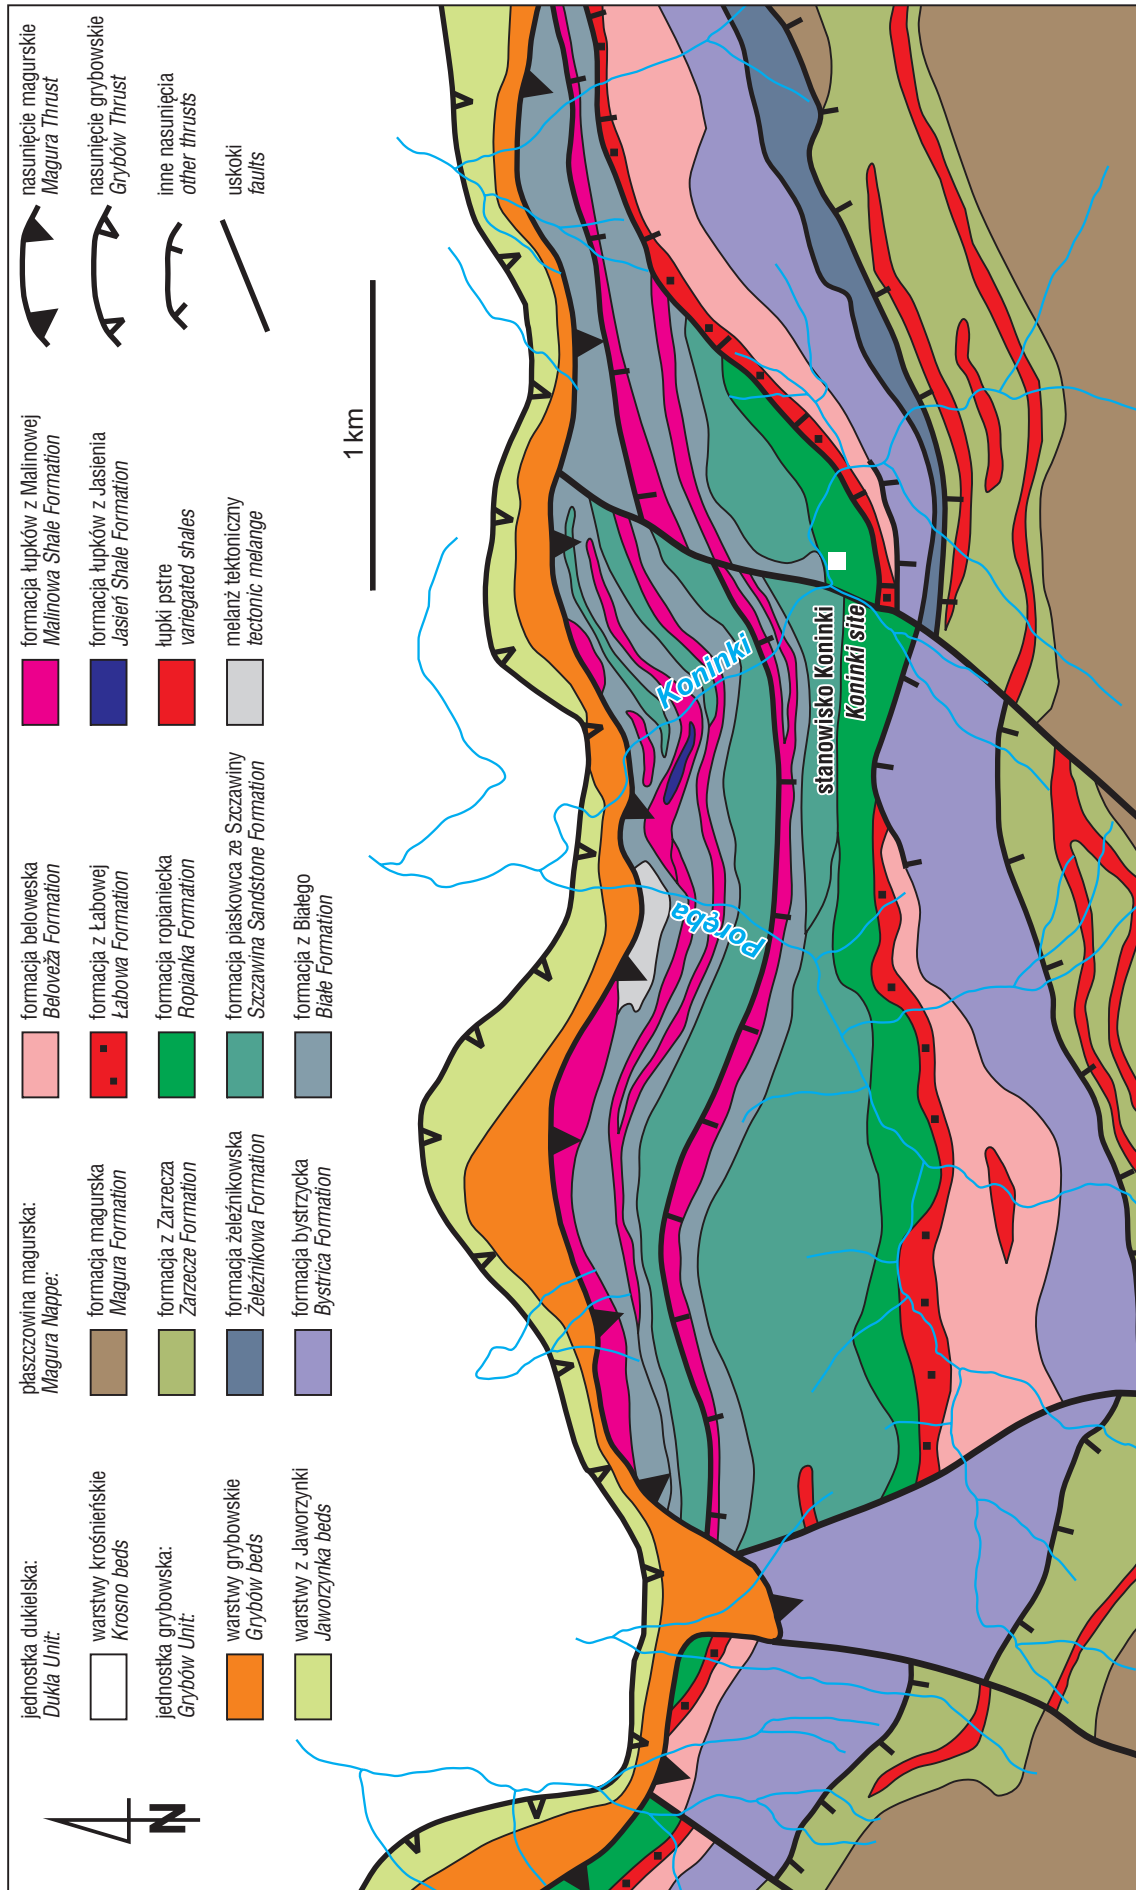 jednostka dukielska:
Dukla Unit:
warstwy krośnieńskie
Krosno beds
jednostka grybowska:
Grybów Unit:
warstwy grybowskie
Grybów beds
warstwy z Jaworzynki
Jaworzynka beds
płaszczowina magurska:
Magura Nappe:
formacja magurska
Magura Formation
formacja z Zarzecza
Zarzecze Formation
formacja żeleźnikowska
Żeleźnikowa Formation
formacja bystrzycka
Bystrica Formation
formacja beloweska
Beloveža Formation
formacja z Łabowej
Łabowa Formation
formacja ropianiecka
Ropianka Formation
formacja piaskowca ze Szczawiny
Szczawina Sandstone Formation
formacja z Białego
Białe Formation
formacja łupków z Malinowej
Malinowa Shale Formation
formacja łupków z Jasienia
Jasień Shale Formation
łupki pstre
variegated shales
melanż tektoniczny
tectonic melange
nasunięcie magurskie
Magura Thrust
nasunięcie grybowskie
Grybów Thrust
inne nasunięcia
other thrusts
uskoki
faults
N
1 km
Koninki
Poręba
stanowisko Koninki
Koninki site